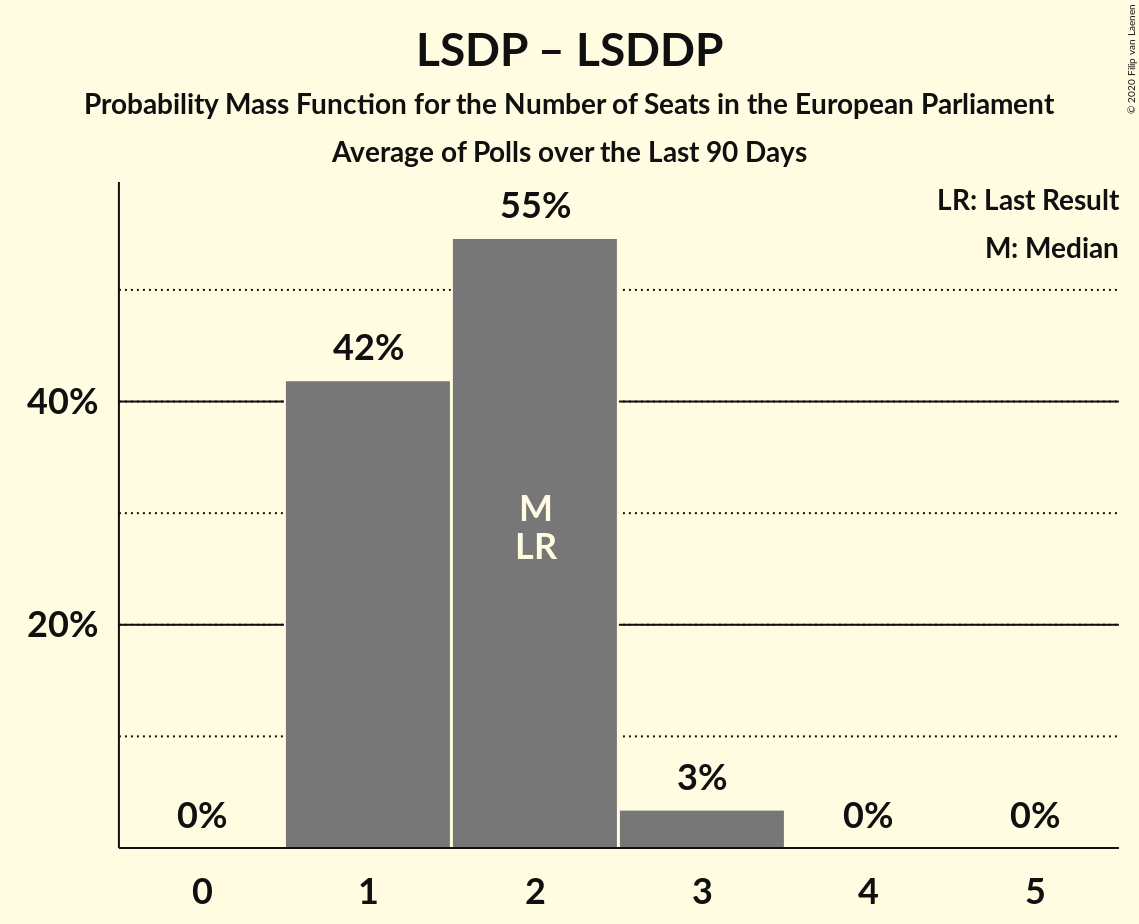 LSDP – LSDDP
Probability Mass Function for the Number of Seats in the European Parliament
Average of Polls over the Last 90 Days
© 2020 Filip van Laenen
LR: Last Result
M: Median
55%
42%
40%
M
LR
20%
3%
0%
0%
0%
0 1 2 3 4 5